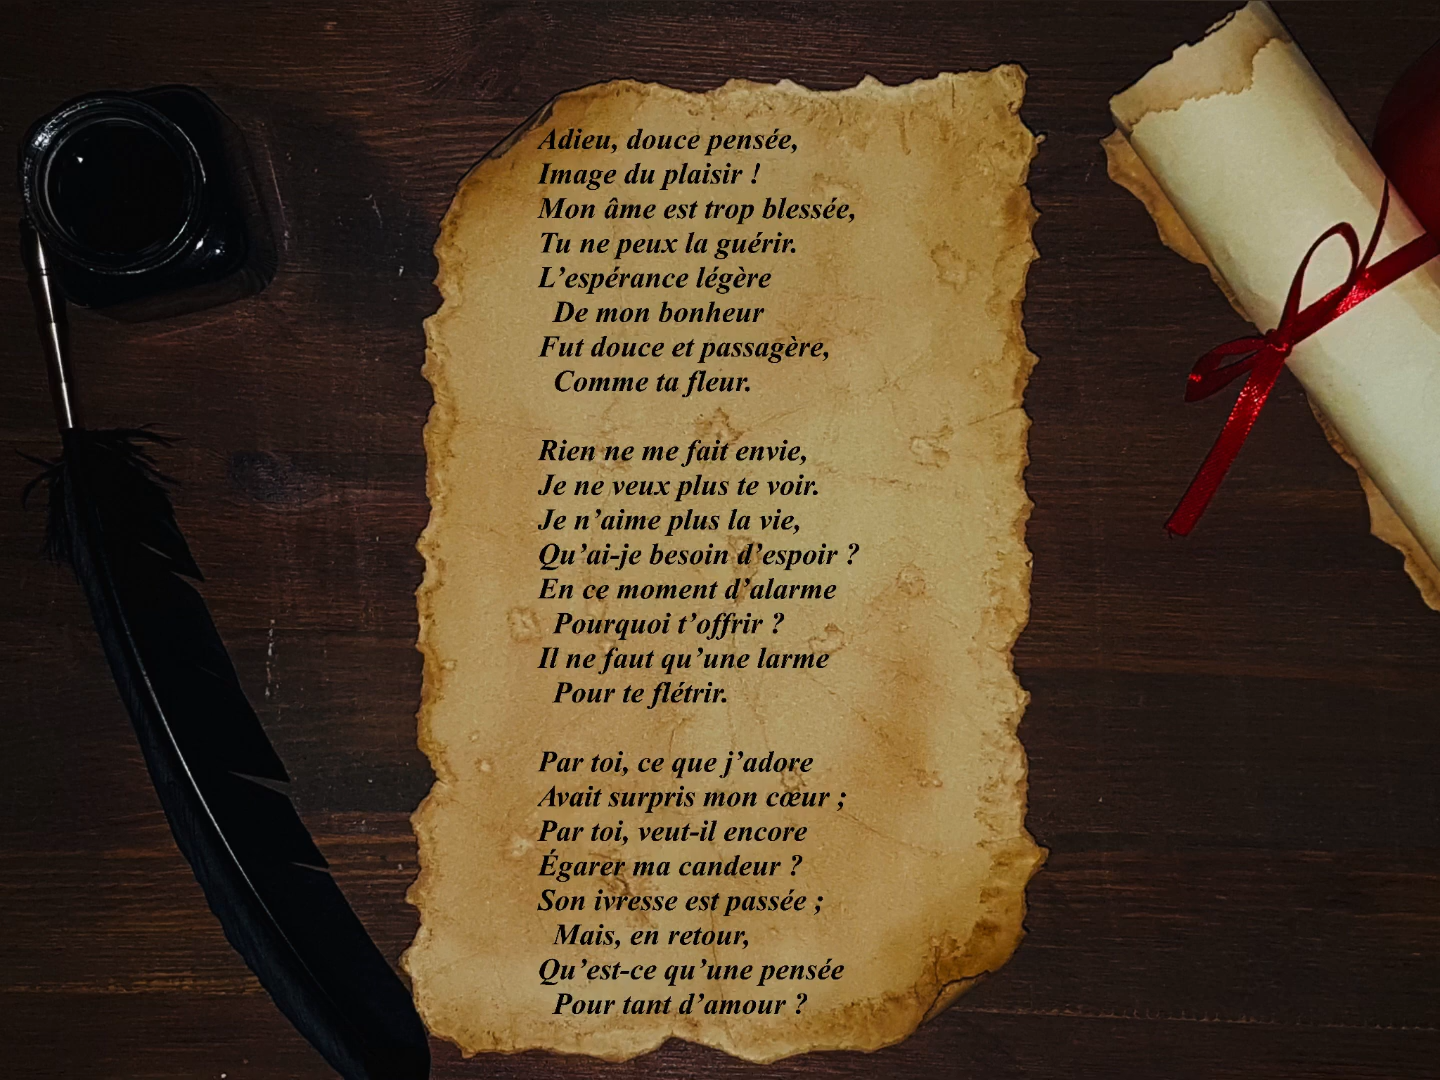 Adieu, douce pensée,
Image du plaisir !
Mon âme est trop blessée,
Tu ne peux la guérir.
L’espérance légère
De mon bonheur
Fut douce et passagère,
Comme ta fleur.

Rien ne me fait envie,
Je ne veux plus te voir.
Je n’aime plus la vie,
Qu’ai-je besoin d’espoir ?
En ce moment d’alarme
Pourquoi t’offrir ?
Il ne faut qu’une larme
Pour te flétrir.

Par toi, ce que j’adore
Avait surpris mon cœur ;
Par toi, veut-il encore
Égarer ma candeur ?
Son ivresse est passée ;
Mais, en retour,
Qu’est-ce qu’une pensée
Pour tant d’amour ?